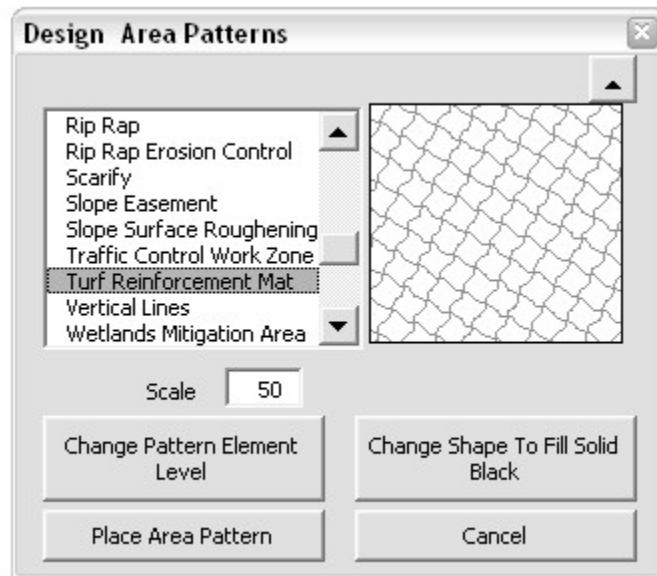 Design Area Patterns
Rip Rap
Rip Rap Erosion Control
Scarify
Slope Easement
Slope Surface Roughening
Traffic Control Work Zone
Turf Reinforcement Mat
Vertical Lines
Wetlands Mitigation Area
Scale 50
Change Pattern Element
Level
Change Shape To Fill Solid
Black
Place Area Pattern
Cancel